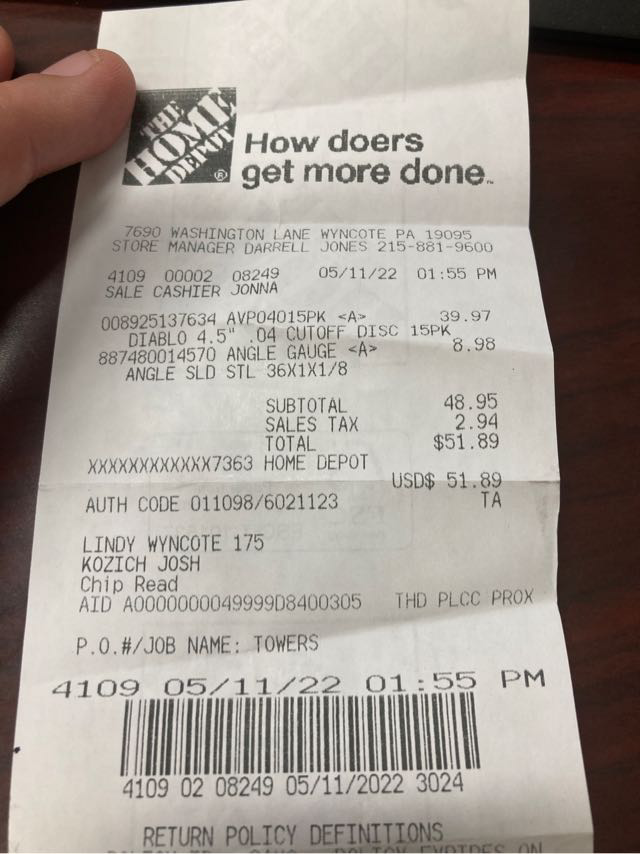 THE
HOME
DEPOT
®
How doers
get more done™
7690 WASHINGTON LANE WYNCOTE PA 19095
STORE MANAGER DARRELL JONES 215-881-9600
4109 00002 08249 05/11/22 01:55 PM
SALE CASHIER JONNA
008925137634 AVP04015PK <A> 39.97
DIABLO 4.5" .04 CUTOFF DISC 15PK
887480014570 ANGLE GAUGE <A> 8.98
ANGLE SLD STL 36X1X1/8
SUBTOTAL 48.95
SALES TAX 2.94
TOTAL $51.89
XXXXXXXXXXXX7363 HOME DEPOT
USD$ 51.89
AUTH CODE 011098/6021123 TA
LINDY WYNCOTE 175
KOZICH JOSH
Chip Read
AID A0000000049999D8400305 THD PLCC PROX
P.O.#/JOB NAME: TOWERS
4109 05/11/22 01:55 PM
4109 02 08249 05/11/2022 3024
RETURN POLICY DEFINITIONS
POLICY EXPIRES ON